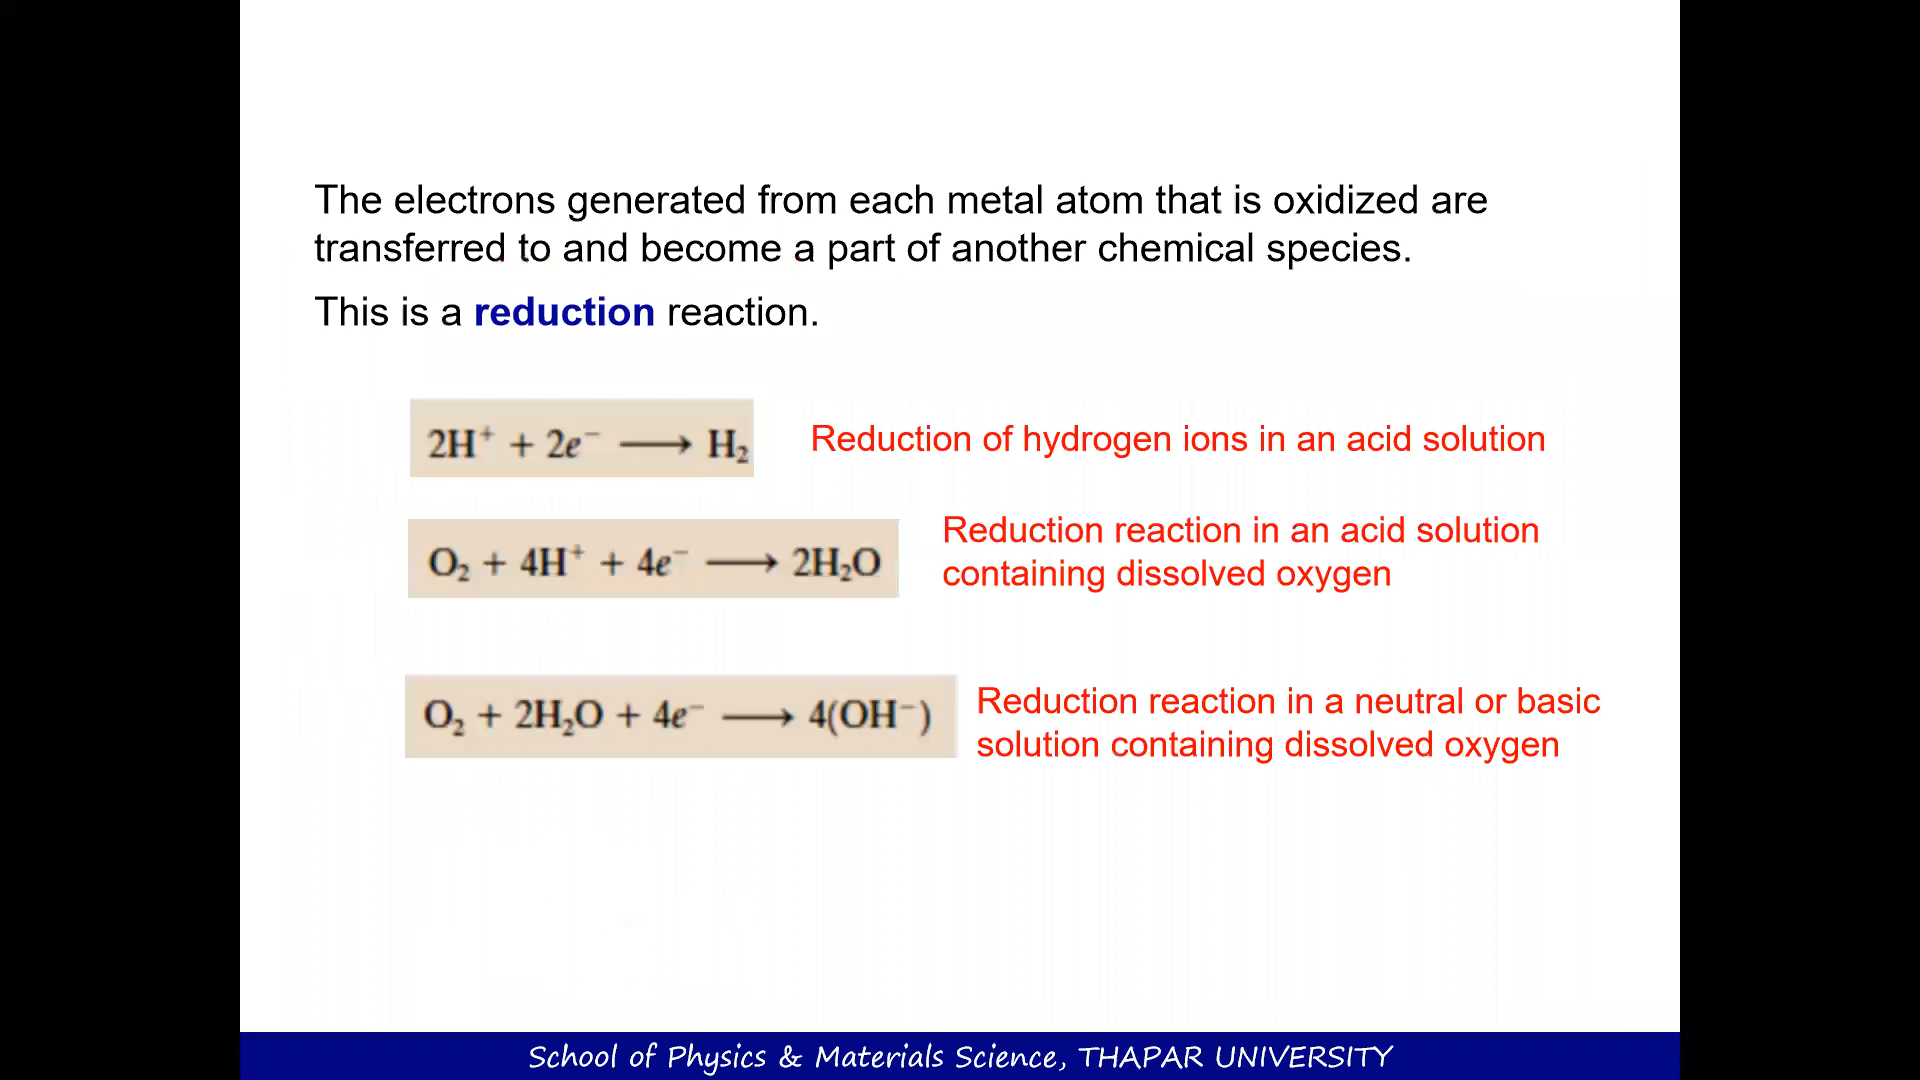 The electrons generated from each metal atom that is oxidized are
transferred to and become a part of another chemical species.
This is a reduction reaction.
2H⁺ + 2e⁻ ⟶ H₂
Reduction of hydrogen ions in an acid solution
O₂ + 4H⁺ + 4e⁻ ⟶ 2H₂O
Reduction reaction in an acid solution
containing dissolved oxygen
O₂ + 2H₂O + 4e⁻ ⟶ 4(OH⁻)
Reduction reaction in a neutral or basic
solution containing dissolved oxygen
School of Physics & Materials Science, THAPAR UNIVERSITY